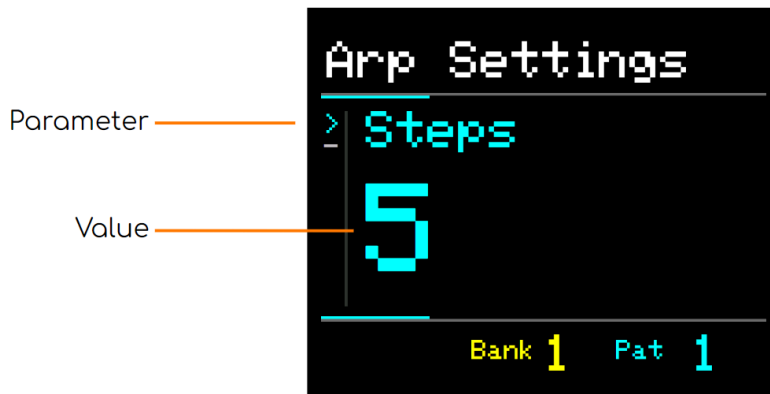 Arp Settings
Parameter
> Steps
Value
5
Bank 1 Pat 1